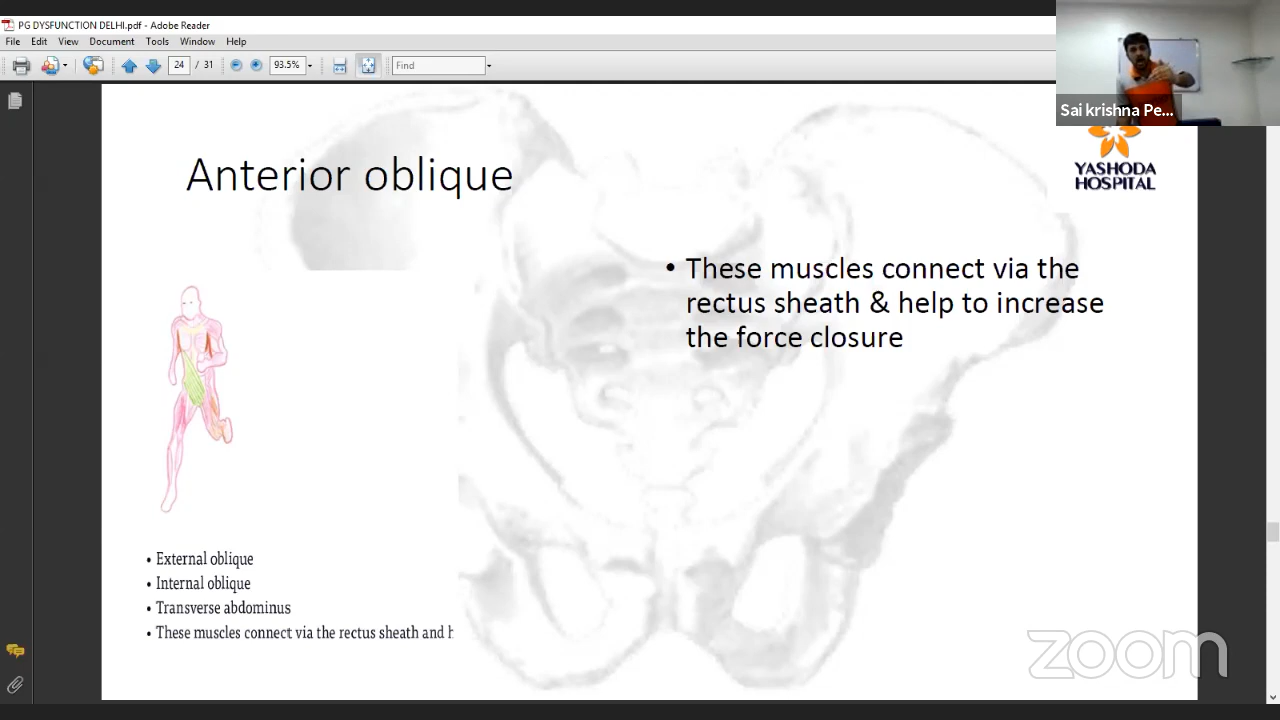 PG DYSFUNCTION DELHI.pdf - Adobe Reader
File Edit View Document Tools Window Help
24 / 31 93.5% Find
Sai krishna Pe...
Anterior oblique
YASHODA
HOSPITAL
• These muscles connect via the
rectus sheath & help to increase
the force closure
• External oblique
• Internal oblique
• Transverse abdominus
• These muscles connect via the rectus sheath and h
zoom